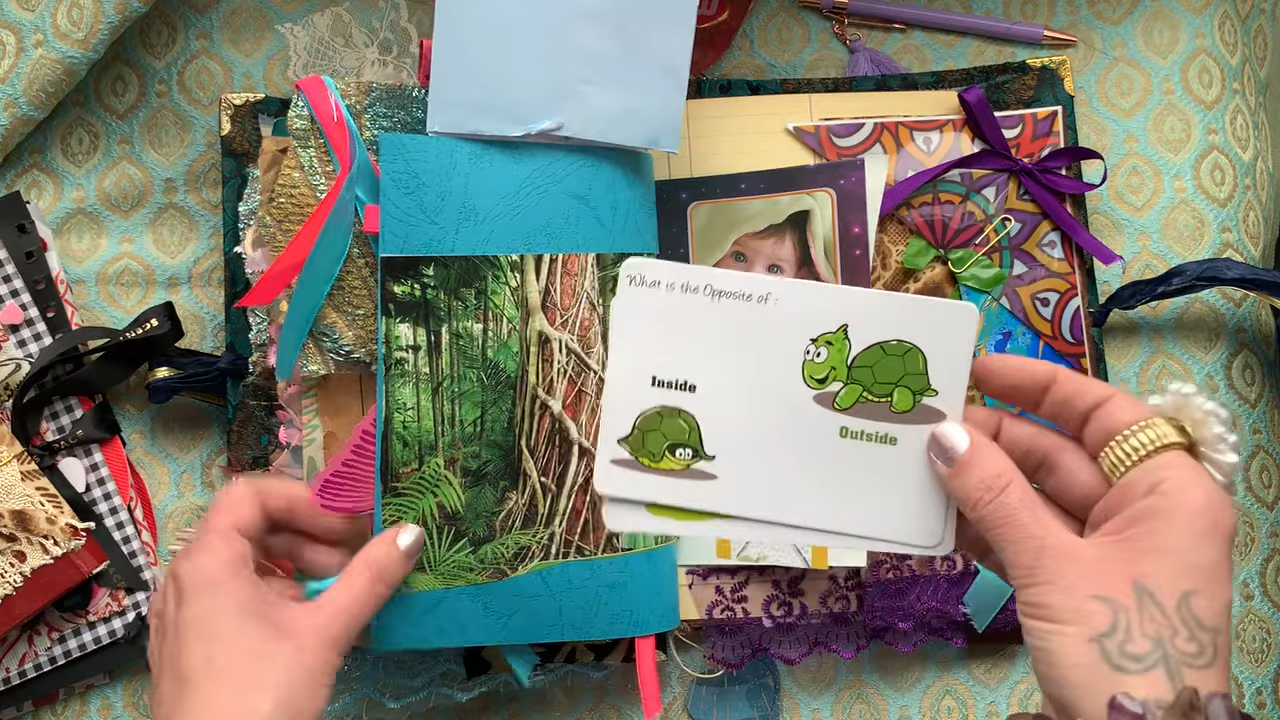 What is the Opposite of :
Inside
Outside